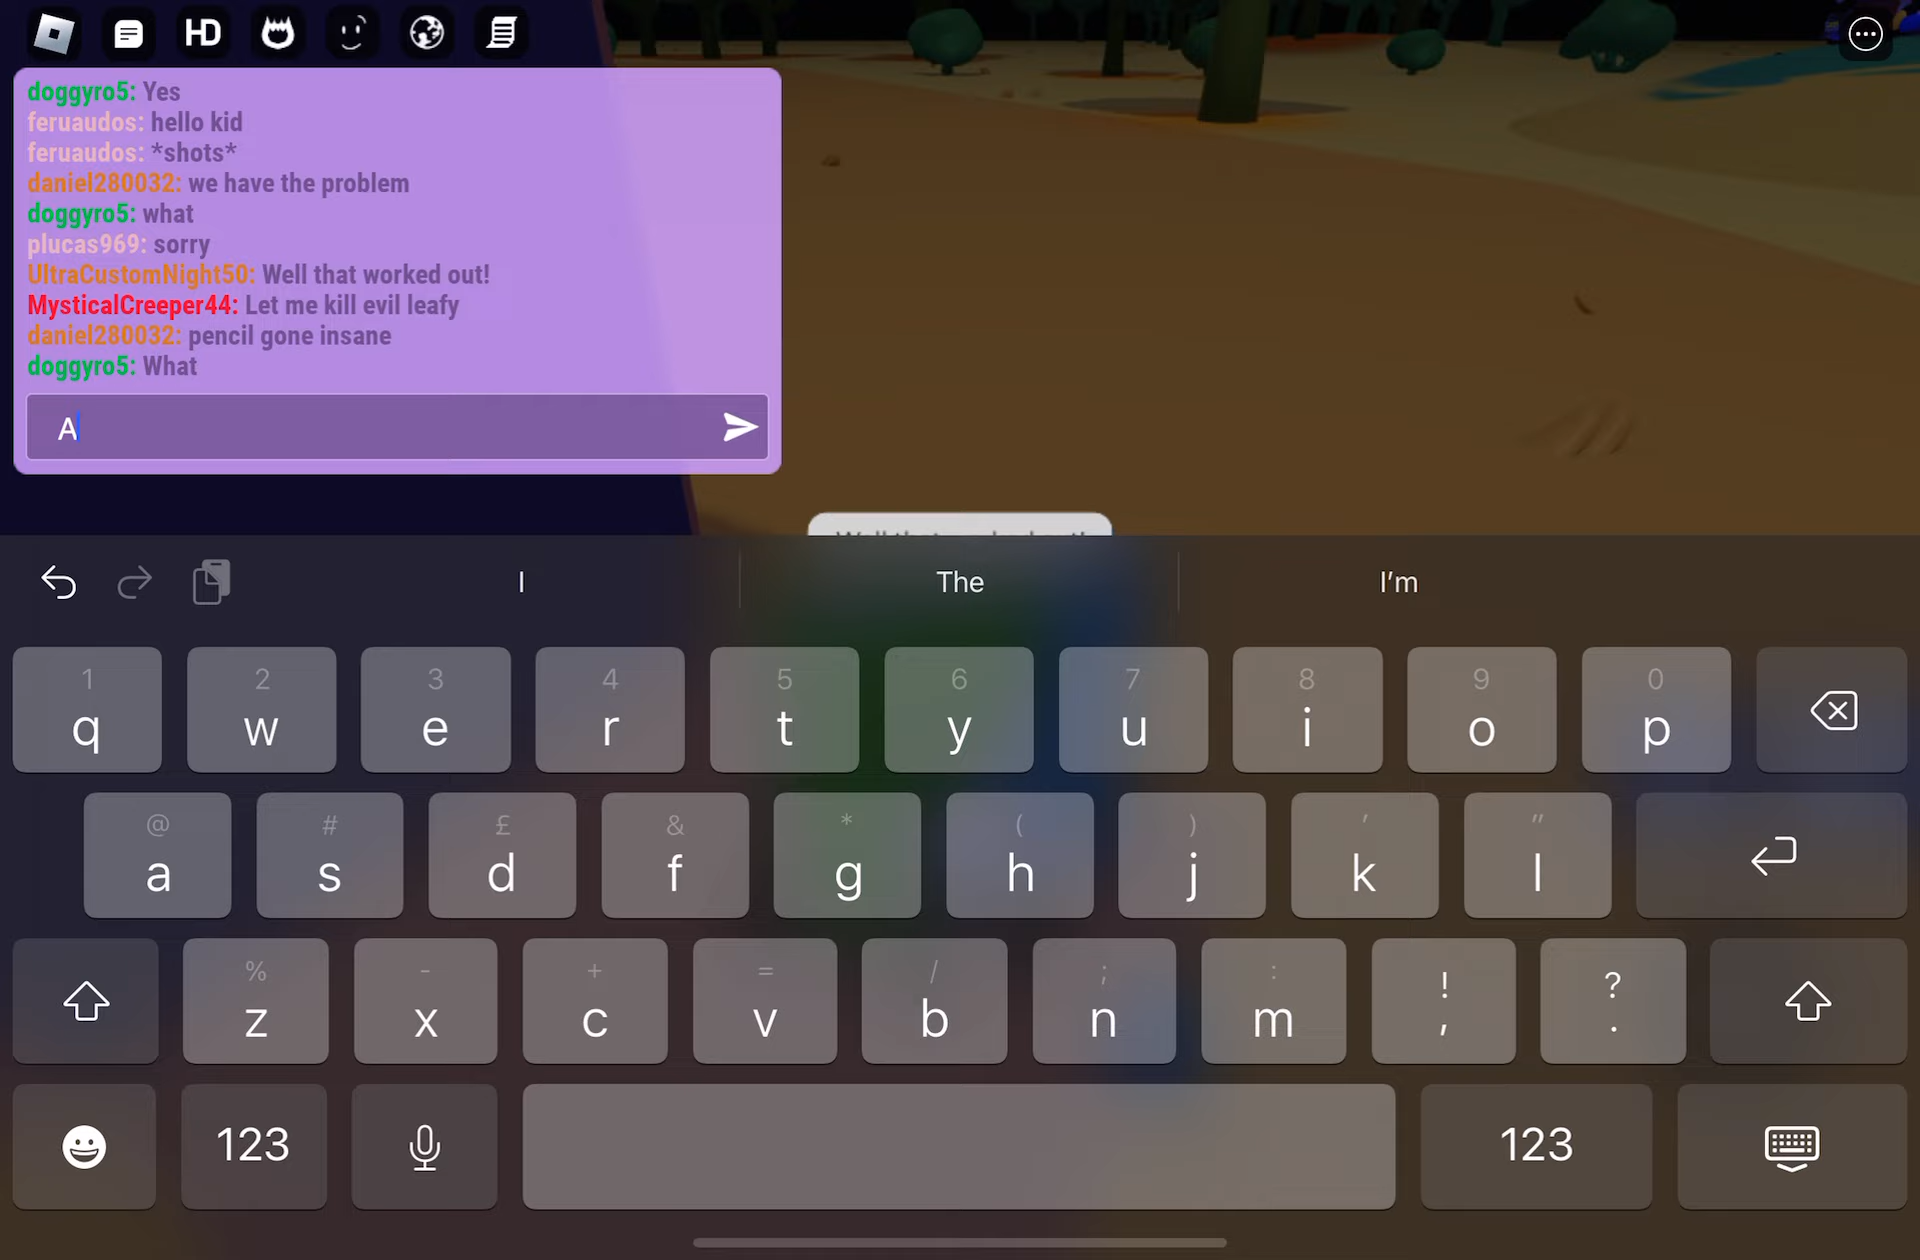 HD
doggyro5: Yes
feruaudos: hello kid
feruaudos: *shots*
daniel280032: we have the problem
doggyro5: what
plucas969: sorry
UltraCustomNight50: Well that worked out!
MysticalCreeper44: Let me kill evil leafy
daniel280032: pencil gone insane
doggyro5: What
A
I The I'm
1 2 3 4 5 6 7 8 9 0
q w e r t y u i o p
@ # £ & * ( ) ' "
a s d f g h j k l
% - + = / ; : ! ?
z x c v b n m , .
123 123